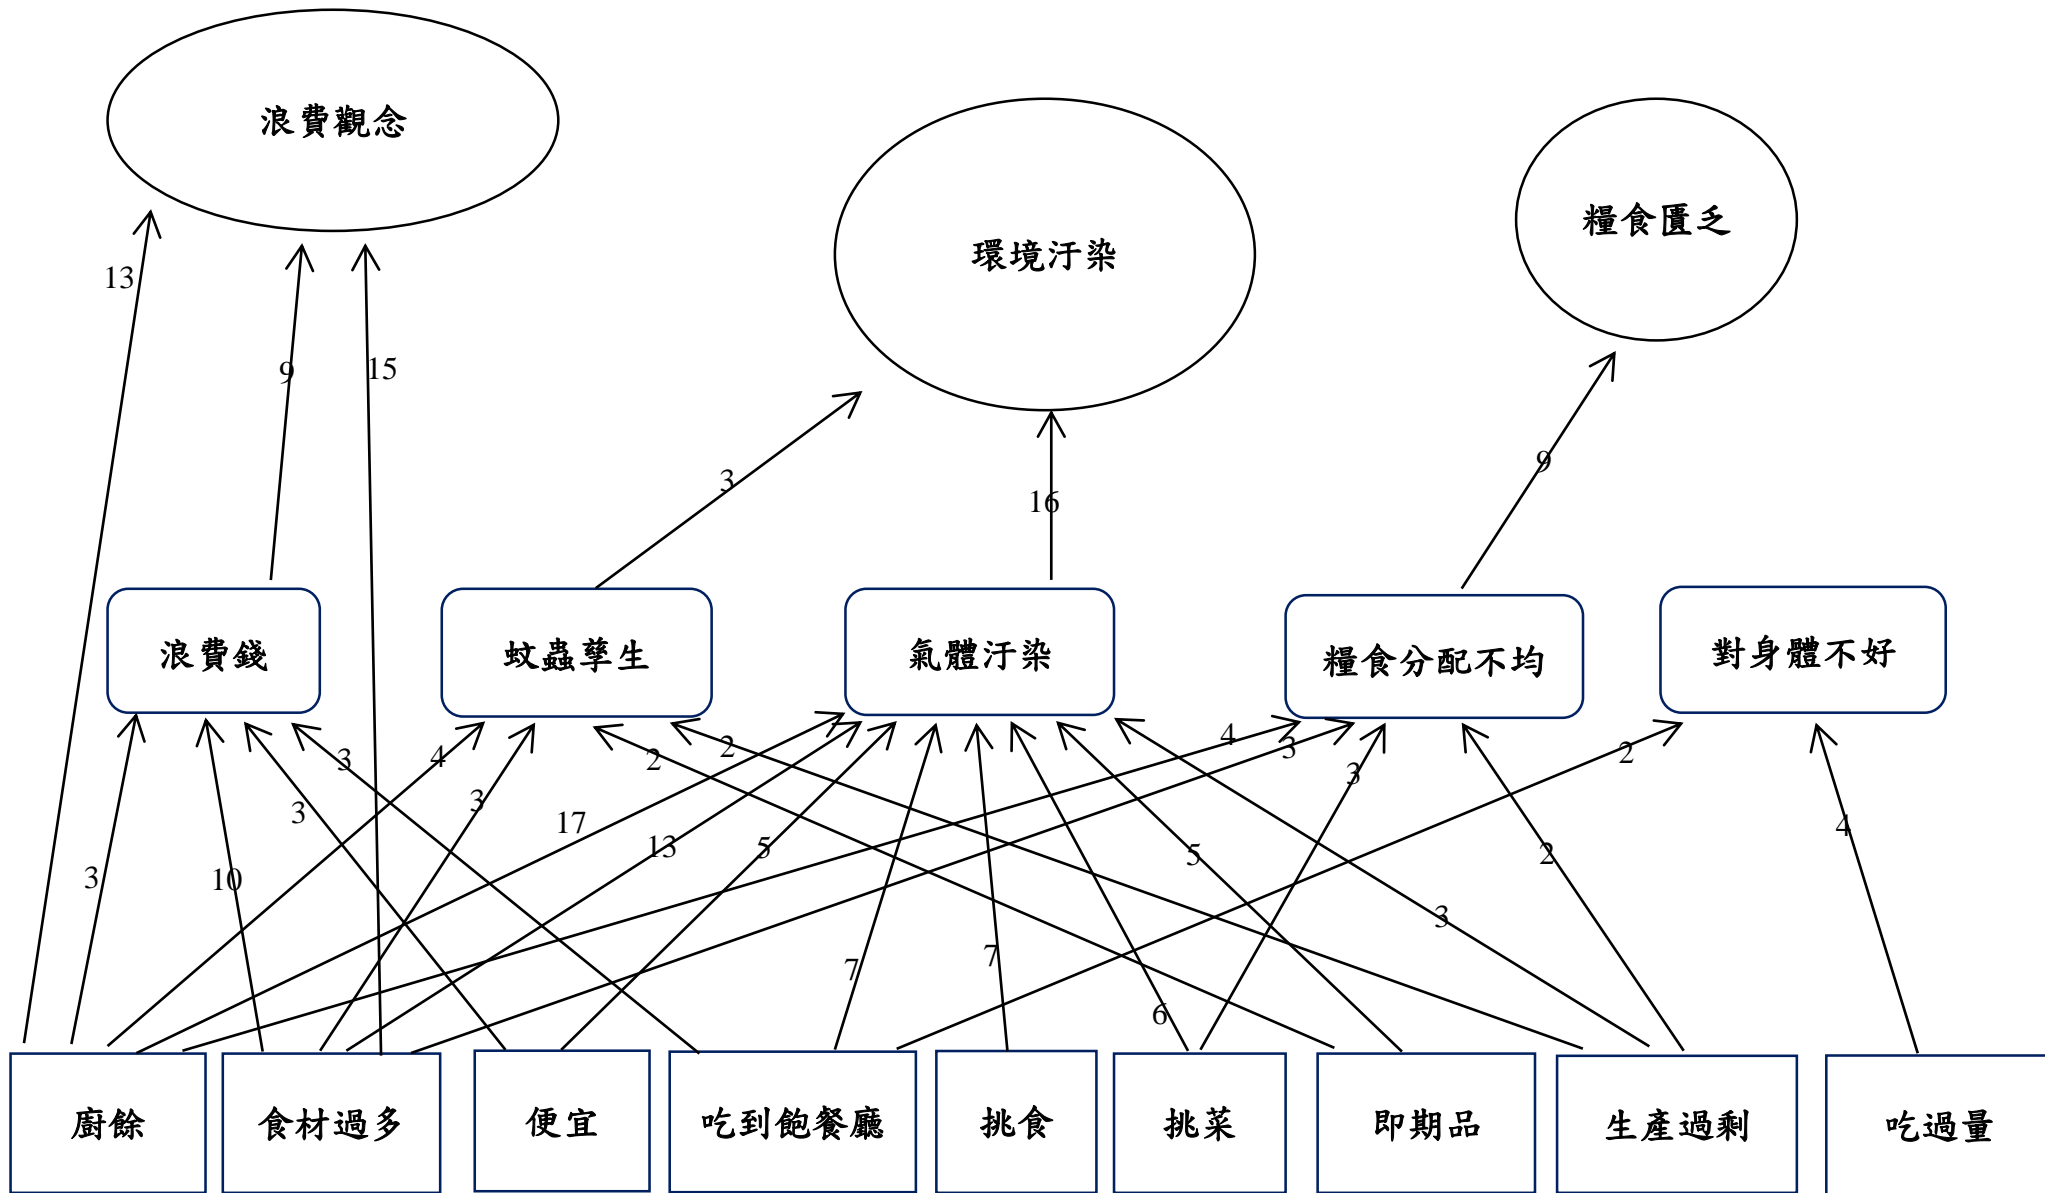 浪費觀念
環境汙染
糧食匱乏
13
9
15
3
16
9
浪費錢
蚊蟲孳生
氣體汙染
糧食分配不均
對身體不好
3
4
2
2
4
3
3
2
3
3
17
13
5
5
2
4
3
10
3
7
7
6
廚餘
食材過多
便宜
吃到飽餐廳
挑食
挑菜
即期品
生產過剩
吃過量